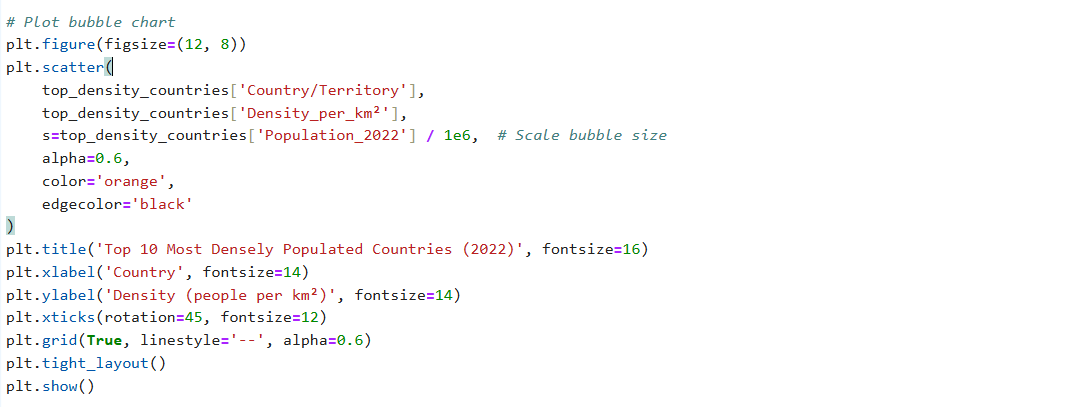 # Plot bubble chart
plt.figure(figsize=(12, 8))
plt.scatter(
    top_density_countries['Country/Territory'],
    top_density_countries['Density_per_km²'],
    s=top_density_countries['Population_2022'] / 1e6,  # Scale bubble size
    alpha=0.6,
    color='orange',
    edgecolor='black'
)
plt.title('Top 10 Most Densely Populated Countries (2022)', fontsize=16)
plt.xlabel('Country', fontsize=14)
plt.ylabel('Density (people per km²)', fontsize=14)
plt.xticks(rotation=45, fontsize=12)
plt.grid(True, linestyle='--', alpha=0.6)
plt.tight_layout()
plt.show()